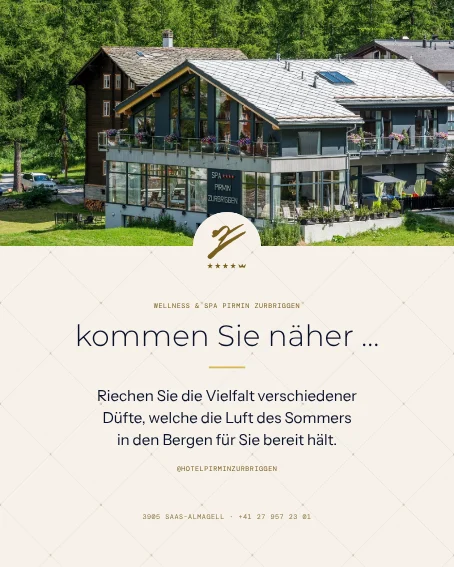 SPA ****
PIRMIN
ZURBRIGGEN
WELLNESS & SPA PIRMIN ZURBRIGGEN
kommen Sie näher ...
Riechen Sie die Vielfalt verschiedener
Düfte, welche die Luft des Sommers
in den Bergen für Sie bereit hält.
@HOTELPIRMINZURBRIGGEN
3905 SAAS-ALMAGELL · +41 27 957 23 01